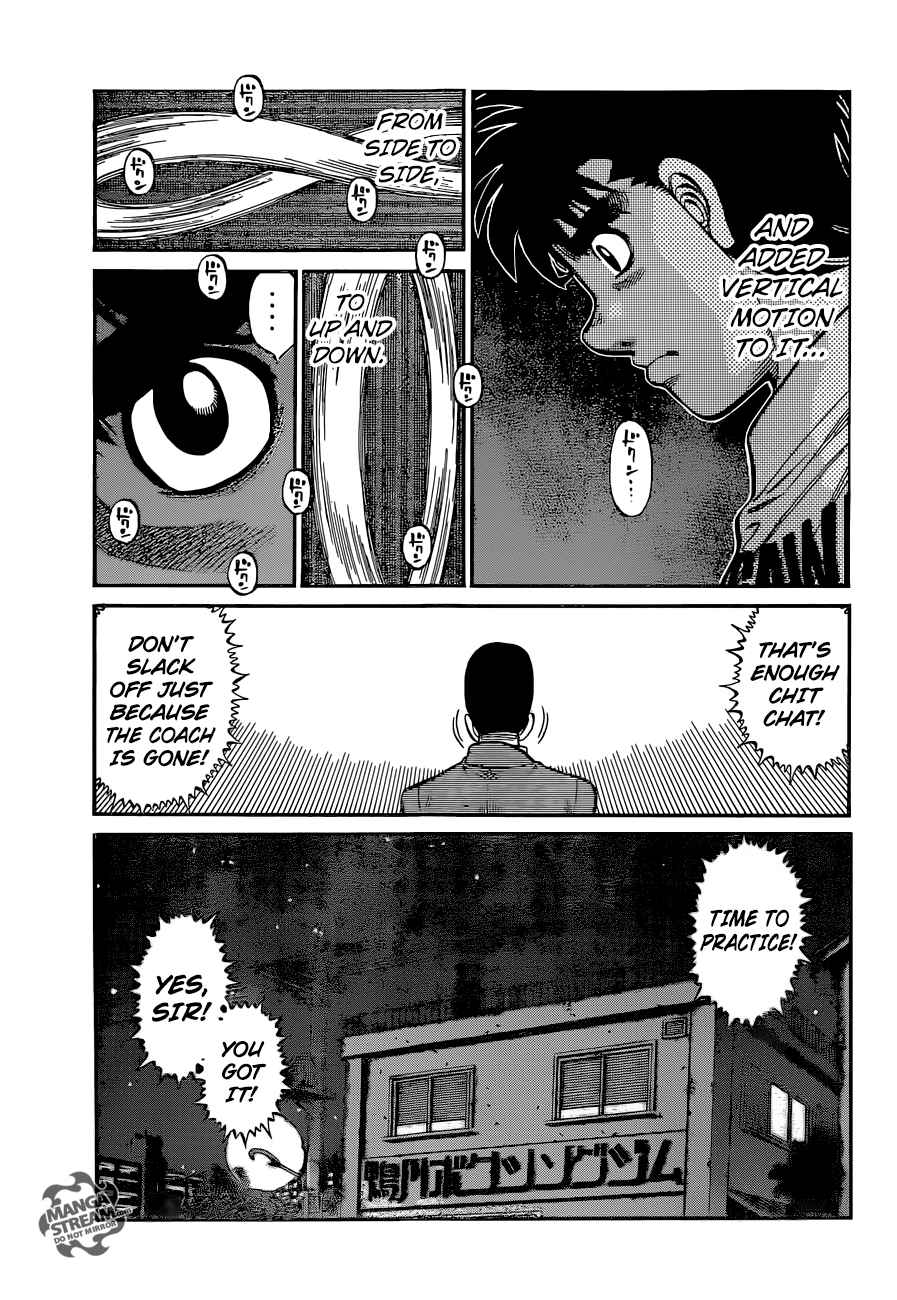 AND
ADDED
VERTICAL
MOTION
TO IT...
ドクン...
ドクン
FROM
SIDE TO
SIDE,
ドクン
ドクン
ドクン
TO
UP AND
DOWN.
ドクン
ドクン
ドクン
....
ドクン
ドクン
ドクン
THAT'S
ENOUGH
CHIT
CHAT!
DON'T
SLACK
OFF JUST
BECAUSE
THE COACH
IS GONE!
TIME TO
PRACTICE!
YES,
SIR!
YOU
GOT
IT!
鴨川ボクシングジム
MANGA
STREAM.COM
DO NOT MIRROR